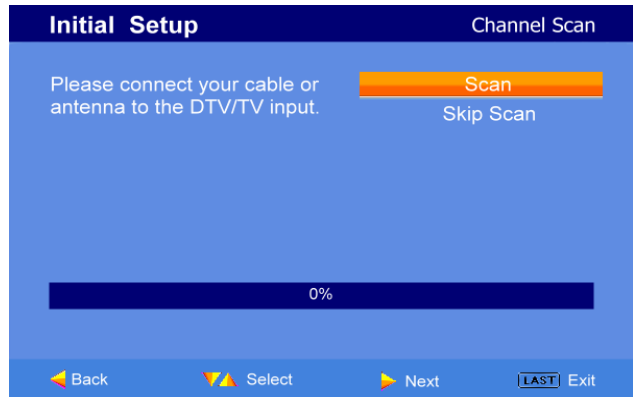 Initial Setup
Channel Scan
Please connect your cable or
antenna to the DTV/TV input.
Scan
Skip Scan
0%
Back
Select
Next
LAST Exit